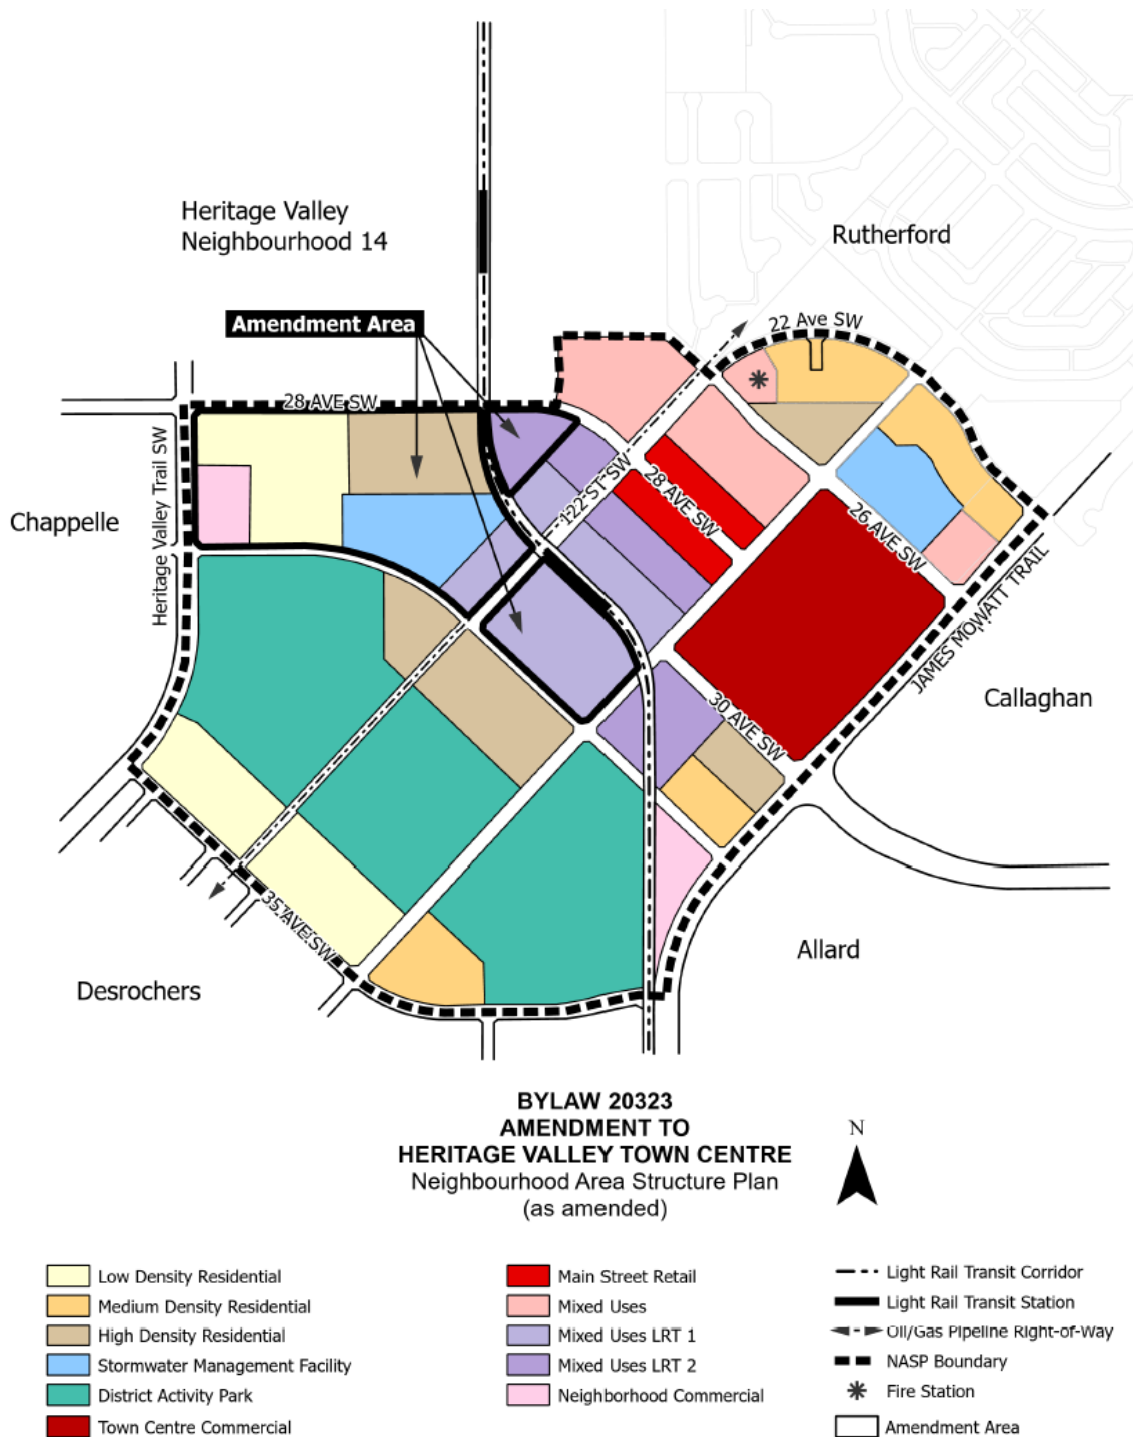 Heritage Valley
Neighbourhood 14
Rutherford
Amendment Area
22 Ave SW
28 AVE SW
Heritage Valley Trail SW
122 ST SW
28 AVE SW
26 AVE SW
Chappelle
JAMES MOWATT TRAIL
Callaghan
30 AVE SW
35 AVE SW
Allard
Desrochers
BYLAW 20323
AMENDMENT TO
HERITAGE VALLEY TOWN CENTRE
Neighbourhood Area Structure Plan
(as amended)
N
Low Density Residential
Medium Density Residential
High Density Residential
Stormwater Management Facility
District Activity Park
Town Centre Commercial
Main Street Retail
Mixed Uses
Mixed Uses LRT 1
Mixed Uses LRT 2
Neighborhood Commercial
Light Rail Transit Corridor
Light Rail Transit Station
Oil/Gas Pipeline Right-of-Way
NASP Boundary
Fire Station
Amendment Area